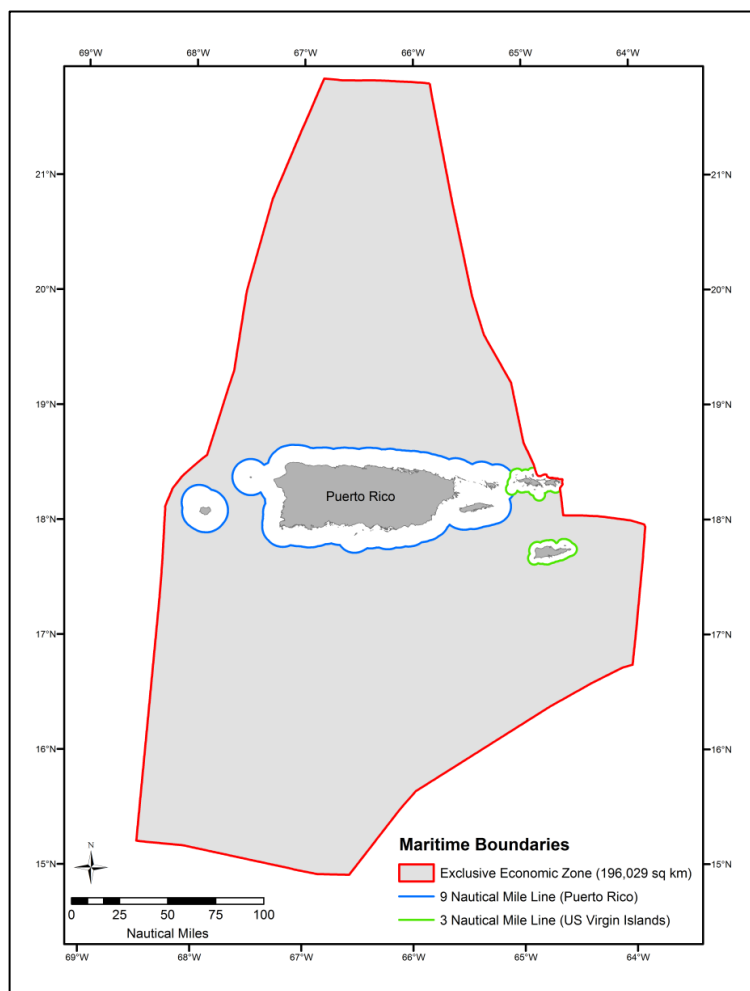 69°W 68°W 67°W 66°W 65°W 64°W
21°N 21°N
20°N 20°N
19°N 19°N
Puerto Rico
18°N 18°N
17°N 17°N
16°N 16°N
Maritime Boundaries
N
Exclusive Economic Zone (196,029 sq km)
15°N 15°N
9 Nautical Mile Line (Puerto Rico)
0 25 50 75 100
3 Nautical Mile Line (US Virgin Islands)
Nautical Miles
69°W 68°W 67°W 66°W 65°W 64°W